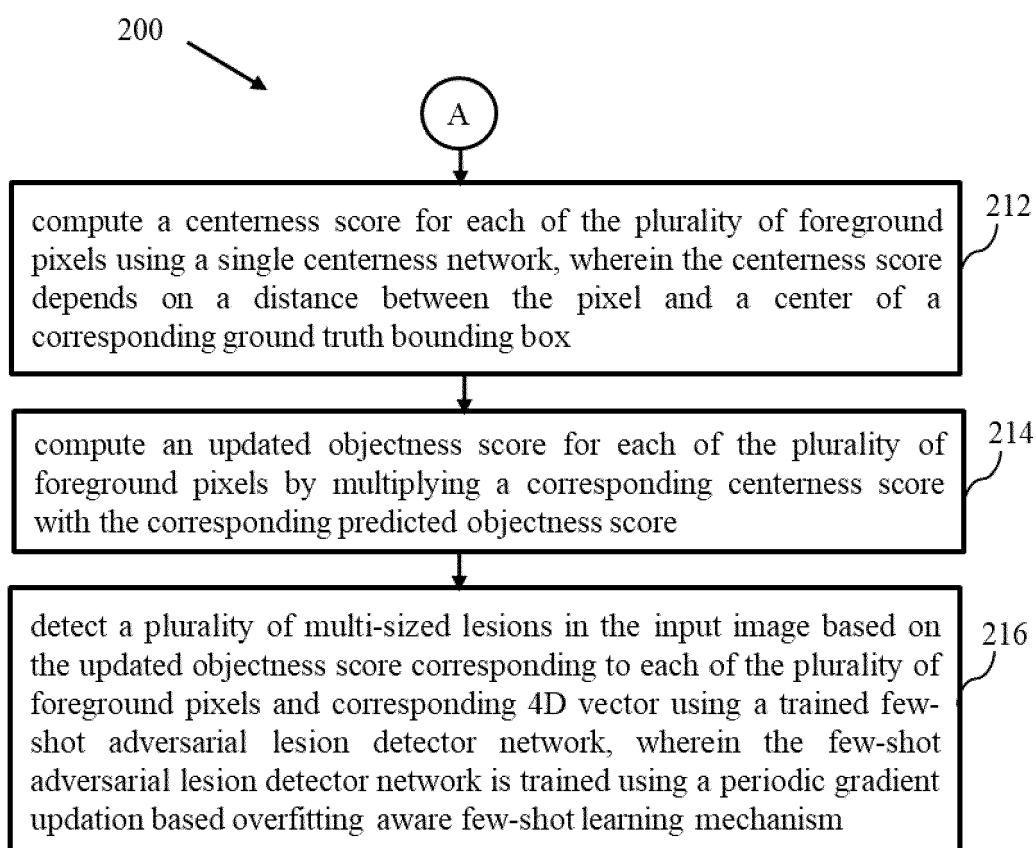 200
A
compute a centerness score for each of the plurality of foreground
pixels using a single centerness network, wherein the centerness score
depends on a distance between the pixel and a center of a
corresponding ground truth bounding box
212
compute an updated objectness score for each of the plurality of
foreground pixels by multiplying a corresponding centerness score
with the corresponding predicted objectness score
214
detect a plurality of multi-sized lesions in the input image based on
the updated objectness score corresponding to each of the plurality of
foreground pixels and corresponding 4D vector using a trained few-
shot adversarial lesion detector network, wherein the few-shot
adversarial lesion detector network is trained using a periodic gradient
updation based overfitting aware few-shot learning mechanism
216